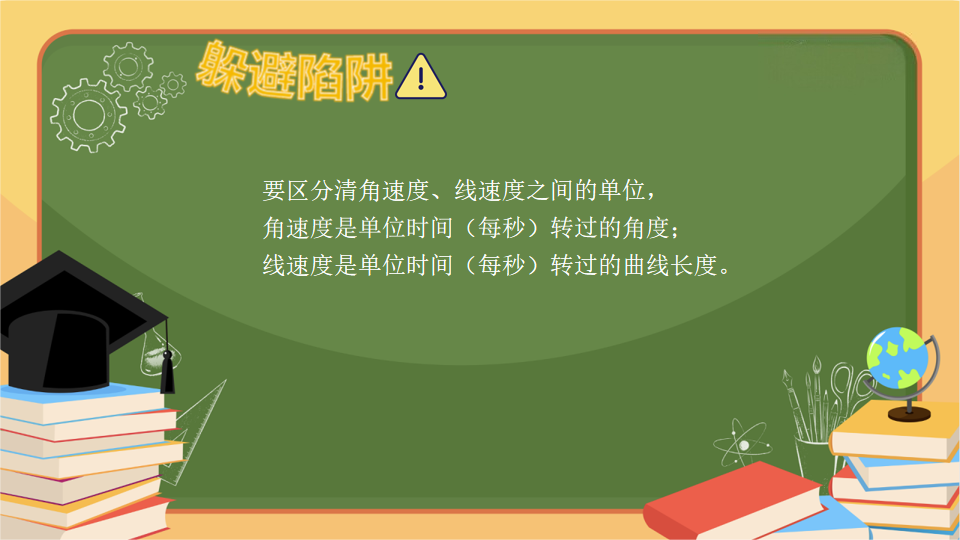 躲避陷阱
要区分清角速度、线速度之间的单位，
角速度是单位时间（每秒）转过的角度；
线速度是单位时间（每秒）转过的曲线长度。